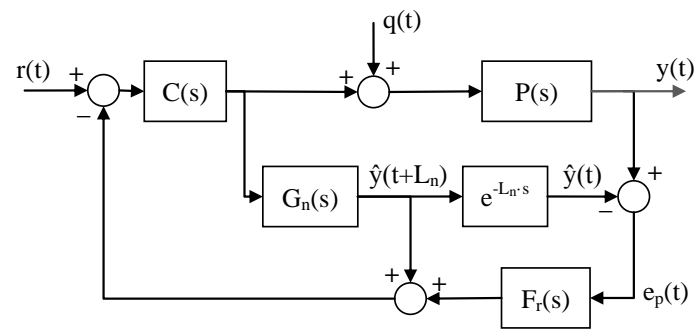 q(t)
r(t) + − C(s) + + P(s) y(t)
G_n(s) ŷ(t+L_n) e^{-L_n·s} ŷ(t) + −
+ + F_r(s) e_p(t)